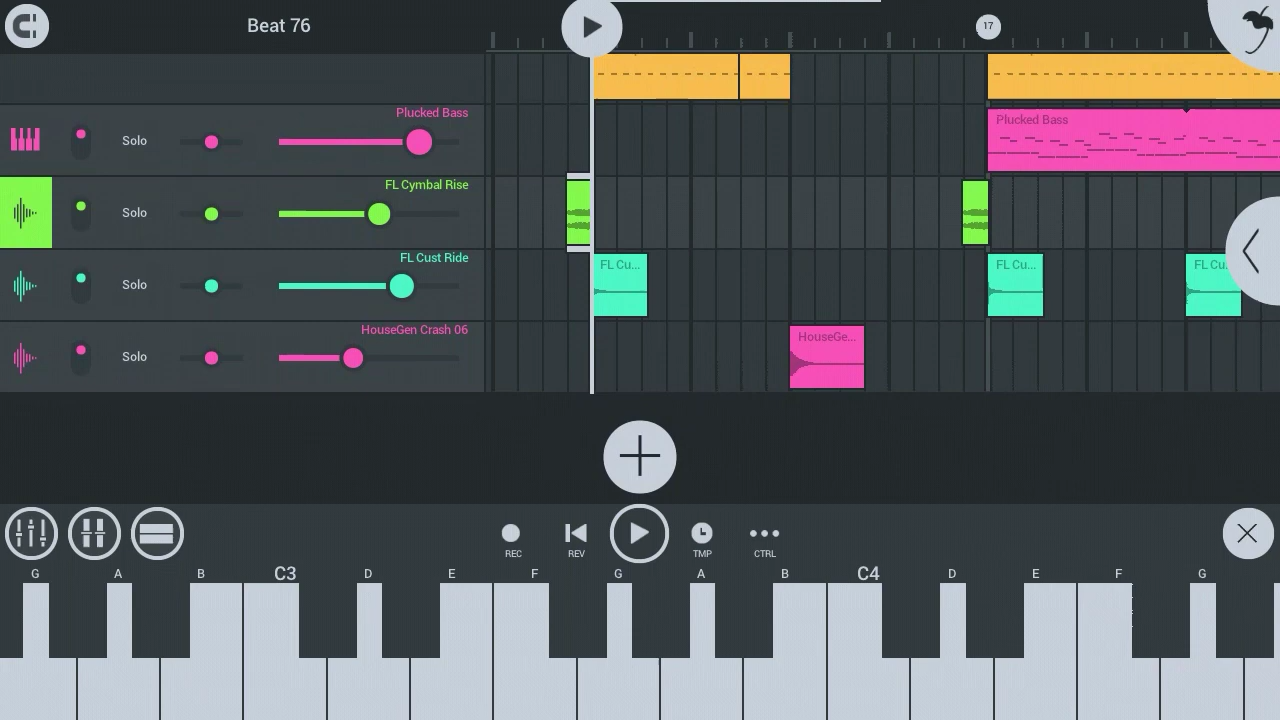 Beat 76
17
Plucked Bass
Solo
Plucked Bass
FL Cymbal Rise
Solo
FL Cust Ride
Solo
FL Cu...
FL Cu...
FL Cu
HouseGen Crash 06
Solo
HouseGe...
REC
REV
TMP
CTRL
G A B C3 D E F G A B C4 D E F G